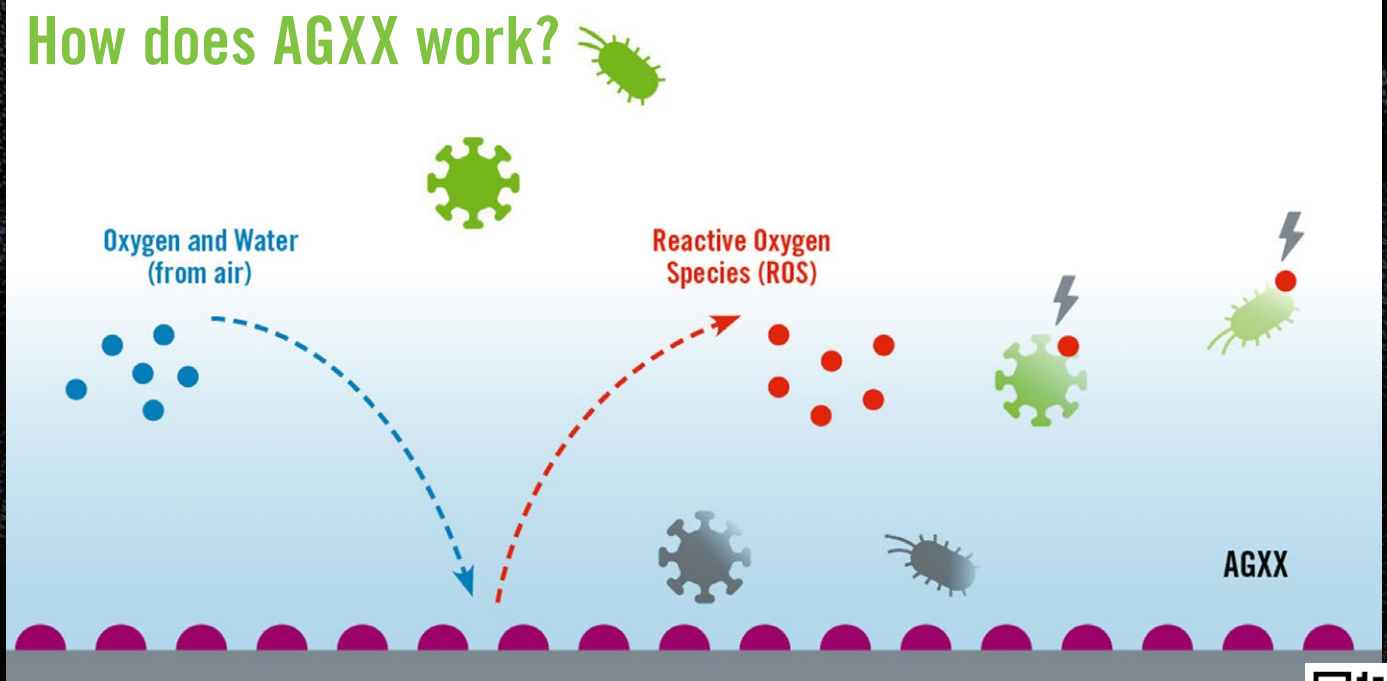 How does AGXX work?
Oxygen and Water
(from air)
Reactive Oxygen
Species (ROS)
AGXX